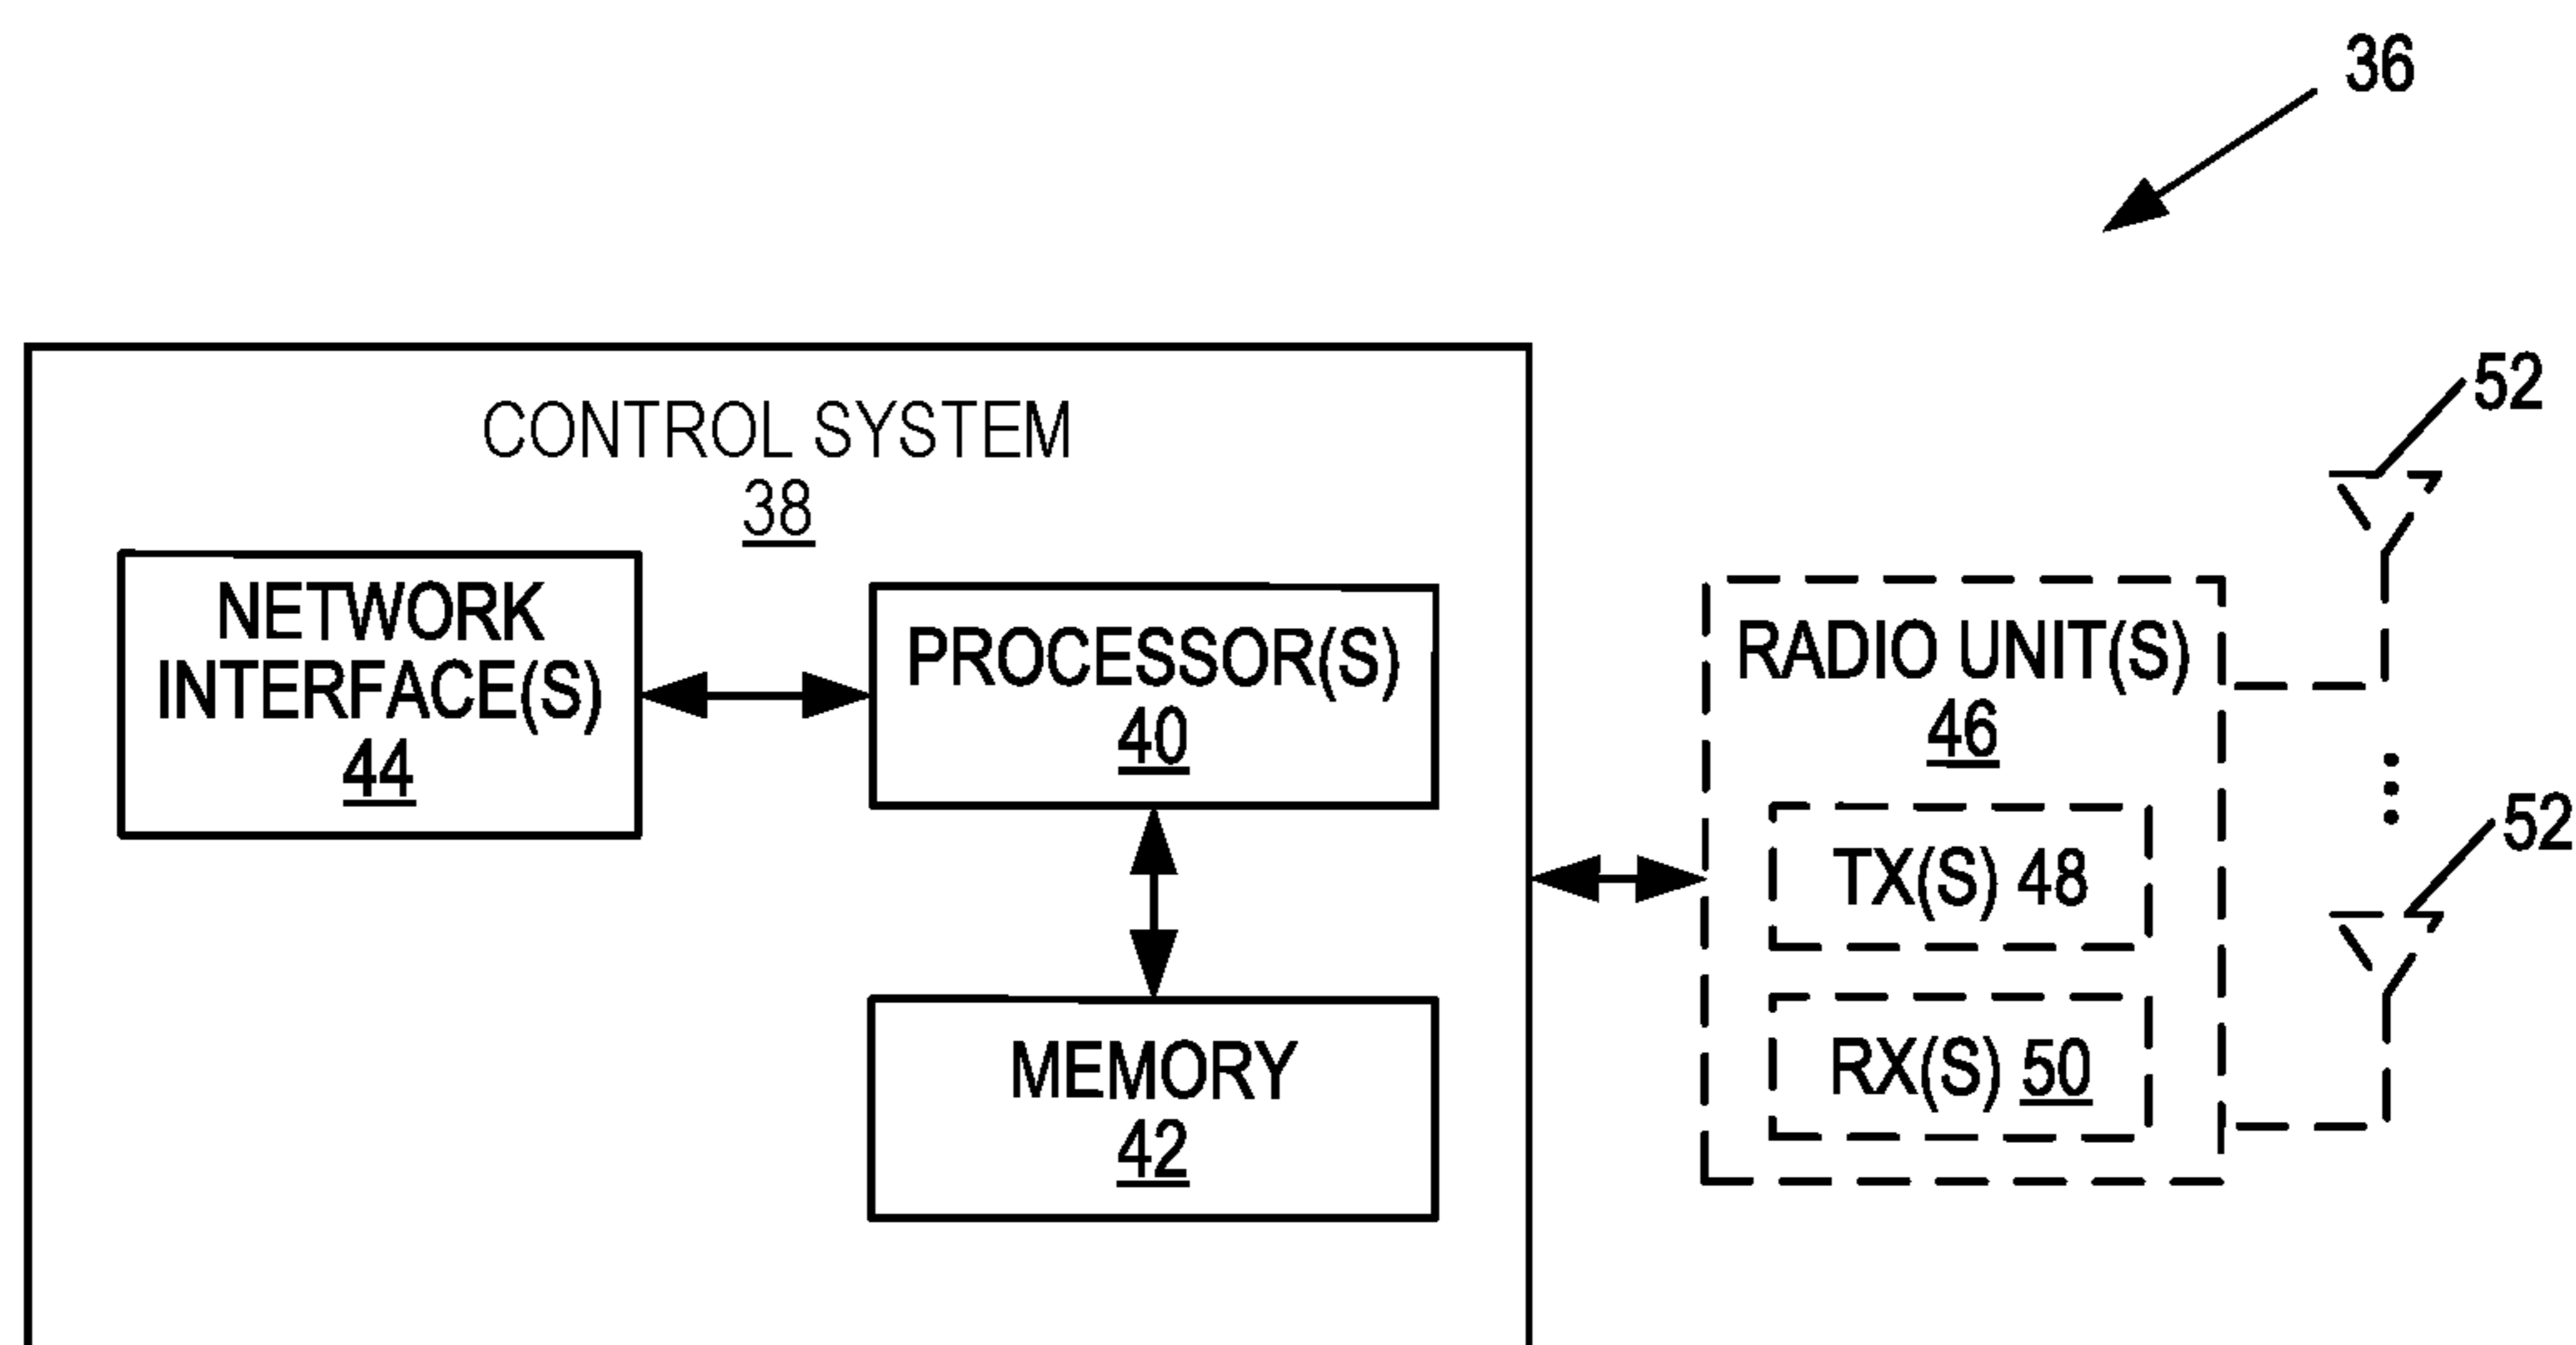 36
CONTROL SYSTEM
38
52
NETWORK
INTERFACE(S)
44
PROCESSOR(S)
40
RADIO UNIT(S)
46
TX(S) 48
52
MEMORY
42
RX(S) 50